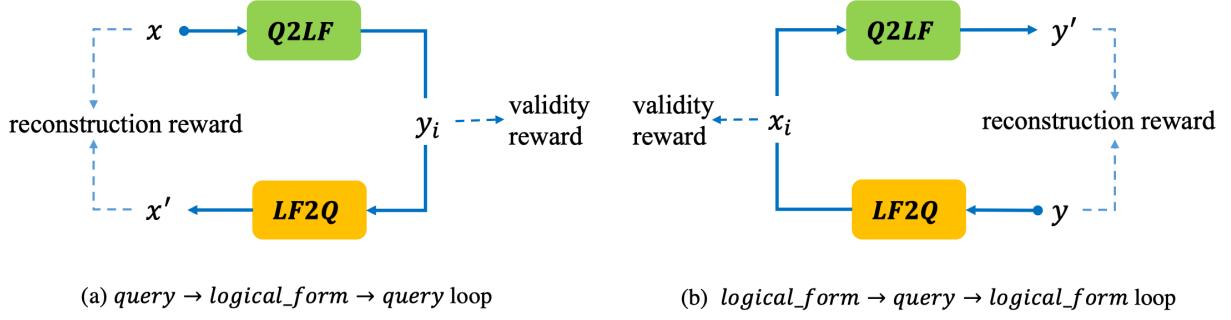 x
Q2LF
reconstruction reward
y_i
validity
reward
x′
LF2Q
(a) query → logical_form → query loop
Q2LF
y′
validity
reward
x_i
reconstruction reward
LF2Q
y
(b) logical_form → query → logical_form loop